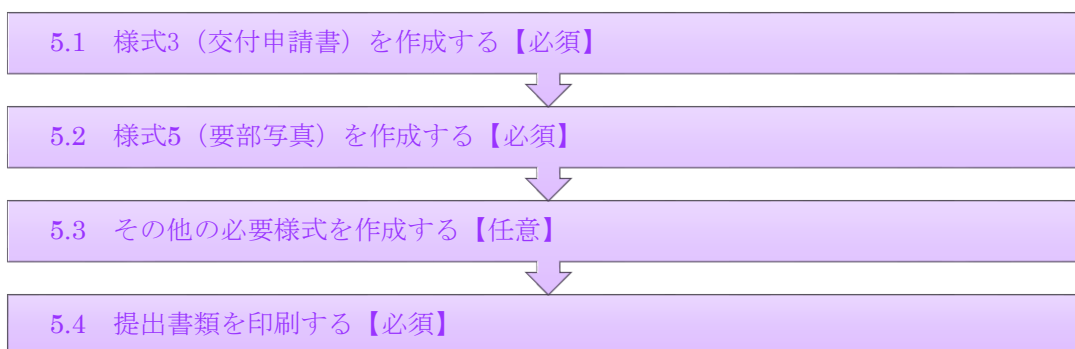 5.1 様式3（交付申請書）を作成する【必須】
5.2 様式5（要部写真）を作成する【必須】
5.3 その他の必要様式を作成する【任意】
5.4 提出書類を印刷する【必須】